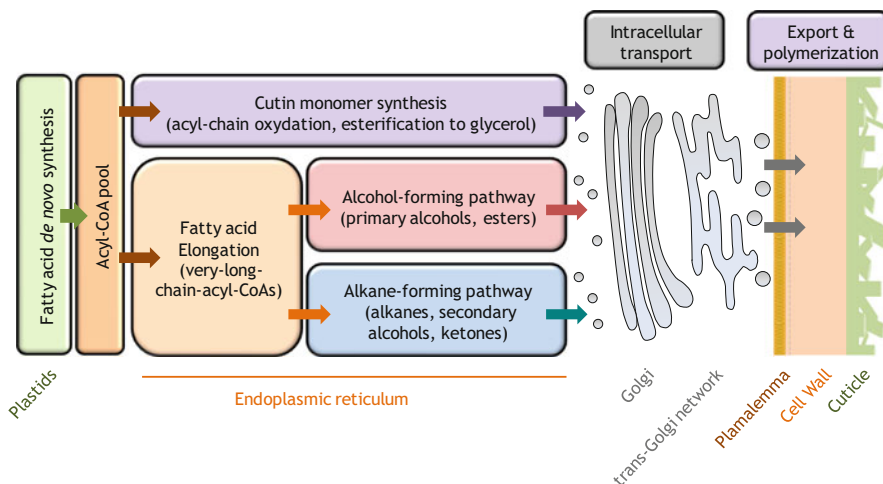 Intracellular
transport
Export &
polymerization
Fatty acid de novo synthesis
Acyl-CoA pool
Cutin monomer synthesis
(acyl-chain oxydation, esterification to glycerol)
Fatty acid
Elongation
(very-long-
chain-acyl-CoAs)
Alcohol-forming pathway
(primary alcohols, esters)
Alkane-forming pathway
(alkanes, secondary
alcohols, ketones)
Plastids
Endoplasmic reticulum
Golgi
trans-Golgi network
Plamalemma
Cell Wall
Cuticle